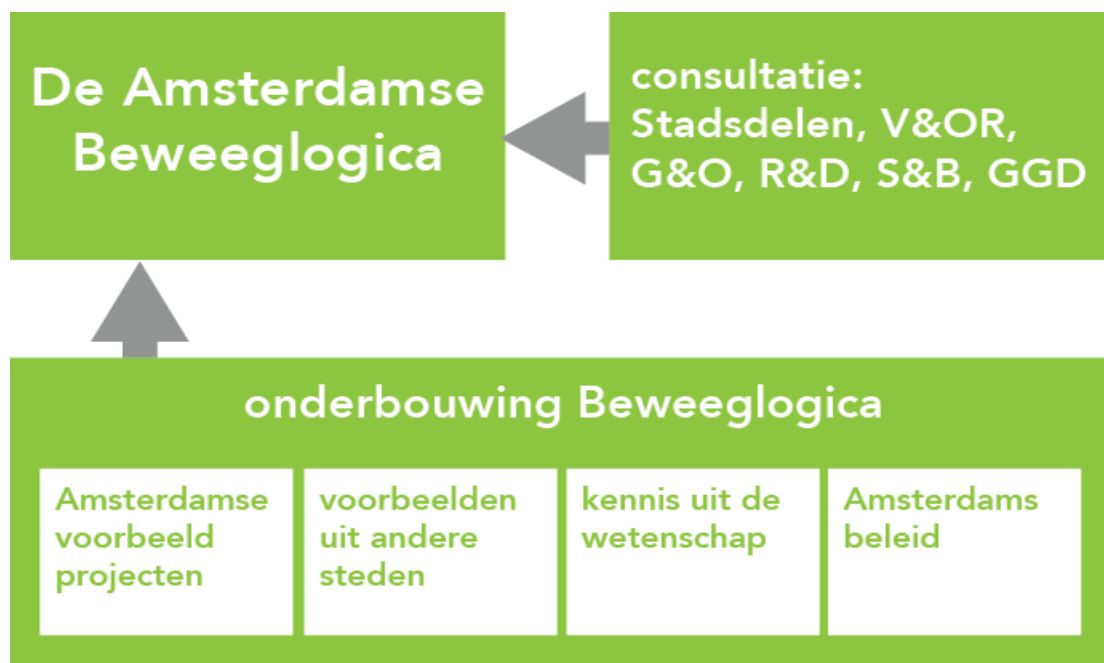 De Amsterdamse
Beweeglogica
consultatie:
Stadsdelen, V&OR,
G&O, R&D, S&B, GGD
onderbouwing Beweeglogica
Amsterdamse
voorbeeld
projecten
voorbeelden
uit andere
steden
kennis uit de
wetenschap
Amsterdams
beleid